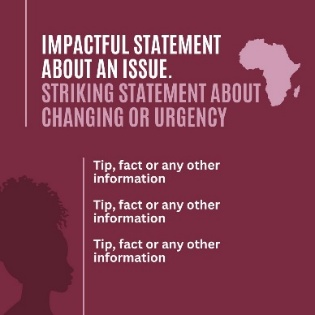 IMPACTFUL STATEMENT
ABOUT AN ISSUE.
STRIKING STATEMENT ABOUT
CHANGING OR URGENCY
Tip, fact or any other
information
Tip, fact or any other
information
Tip, fact or any other
information